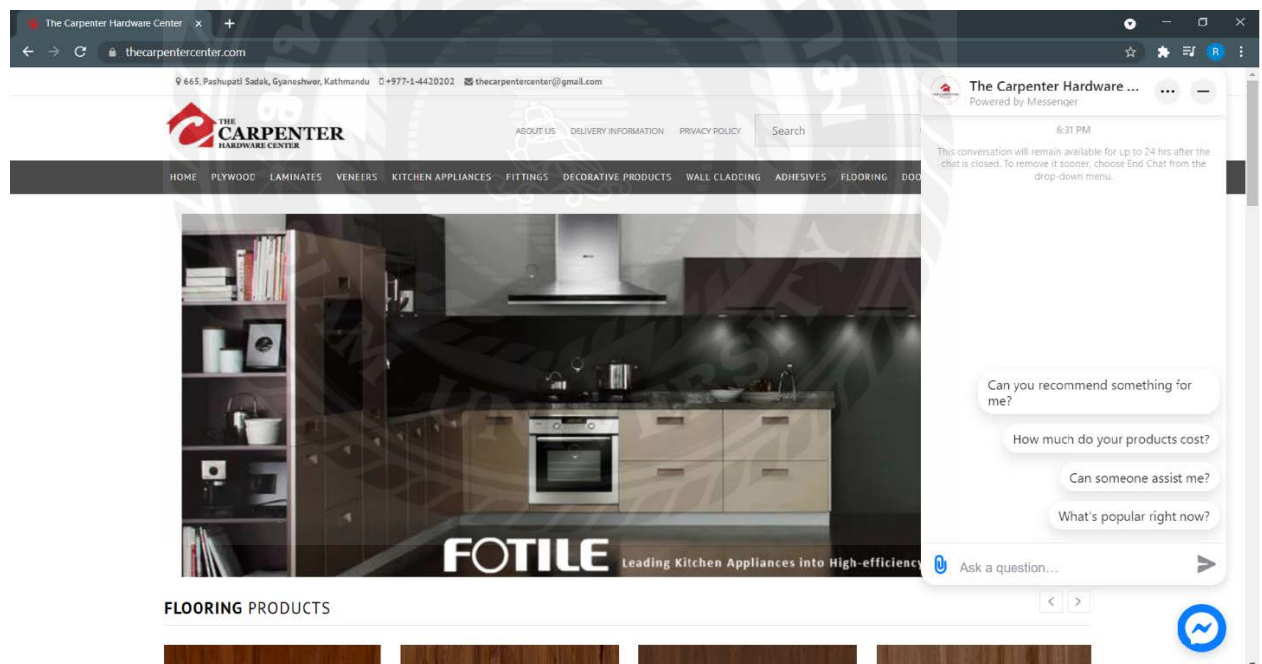 The Carpenter Hardware Center
thecarpentercenter.com
R
665, Pashupati Sadak, Gyaneshwor, Kathmandu +977-1-4420202 thecarpentercenter@gmail.com
THE
CARPENTER
HARDWARE CENTER
ABOUT US DELIVERY INFORMATION PRIVACY POLICY Search
HOME PLYWOOD LAMINATES VENEERS KITCHEN APPLIANCES FITTINGS DECORATIVE PRODUCTS WALL CLADDING ADHESIVES FLOORING DOO
FOTILE Leading Kitchen Appliances into High-efficiency
FLOORING PRODUCTS
The Carpenter Hardware ...
Powered by Messenger
6:31 PM
This conversation will remain available for up to 24 hrs after the
chat is closed. To remove it sooner, choose End Chat from the
drop-down menu.
Can you recommend something for
me?
How much do your products cost?
Can someone assist me?
What's popular right now?
Ask a question...